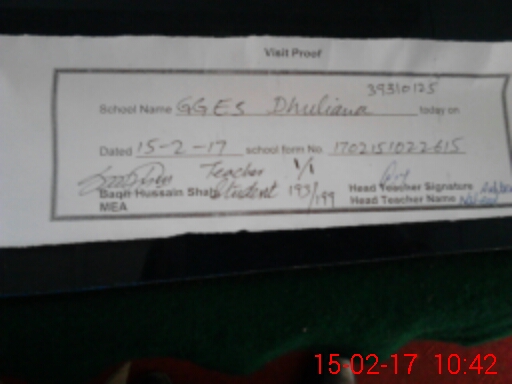 Visit Proof
39310125
School Name GGES Dhuliana today on
Dated 15-2-17 school form No. 1702151022615
Teacher 1/1
Baqir Hussain Shah Student 193/199 Head Teacher Signature
MEA Head Teacher Name
15-02-17 10:42